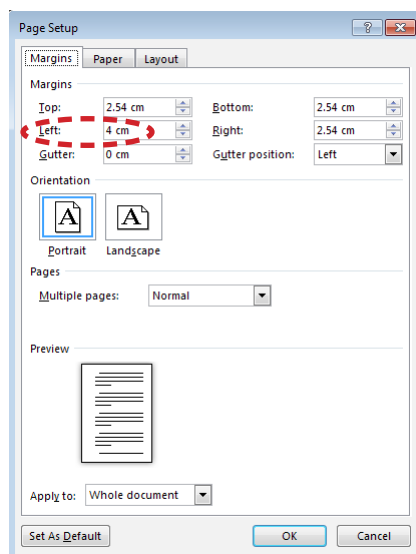 Page Setup
Margins Paper Layout
Margins
Top: 2.54 cm Bottom: 2.54 cm
Left: 4 cm Right: 2.54 cm
Gutter: 0 cm Gutter position: Left
Orientation
A A
Portrait Landscape
Pages
Multiple pages: Normal
Preview
Apply to: Whole document
Set As Default OK Cancel